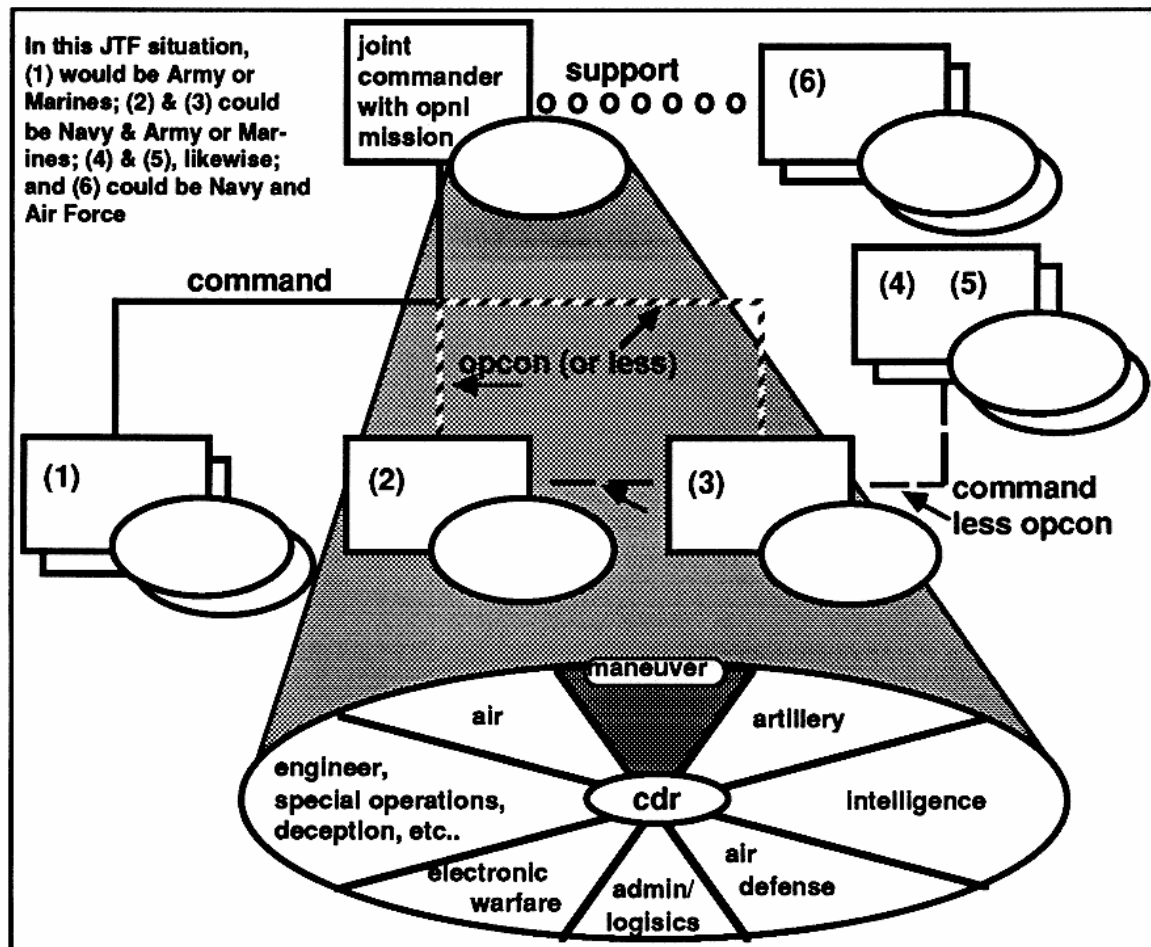 In this JTF situation,
(1) would be Army or
Marines; (2) & (3) could
be Navy & Army or Mar-
ines; (4) & (5), likewise;
and (6) could be Navy and
Air Force
joint
commander
with opnl
mission
support
(6)
(4) (5)
command
opcon (or less)
(1)
(2)
(3)
command
less opcon
maneuver
air
artillery
engineer,
special operations,
deception, etc..
cdr
intelligence
electronic
warfare
admin/
logisics
air
defense